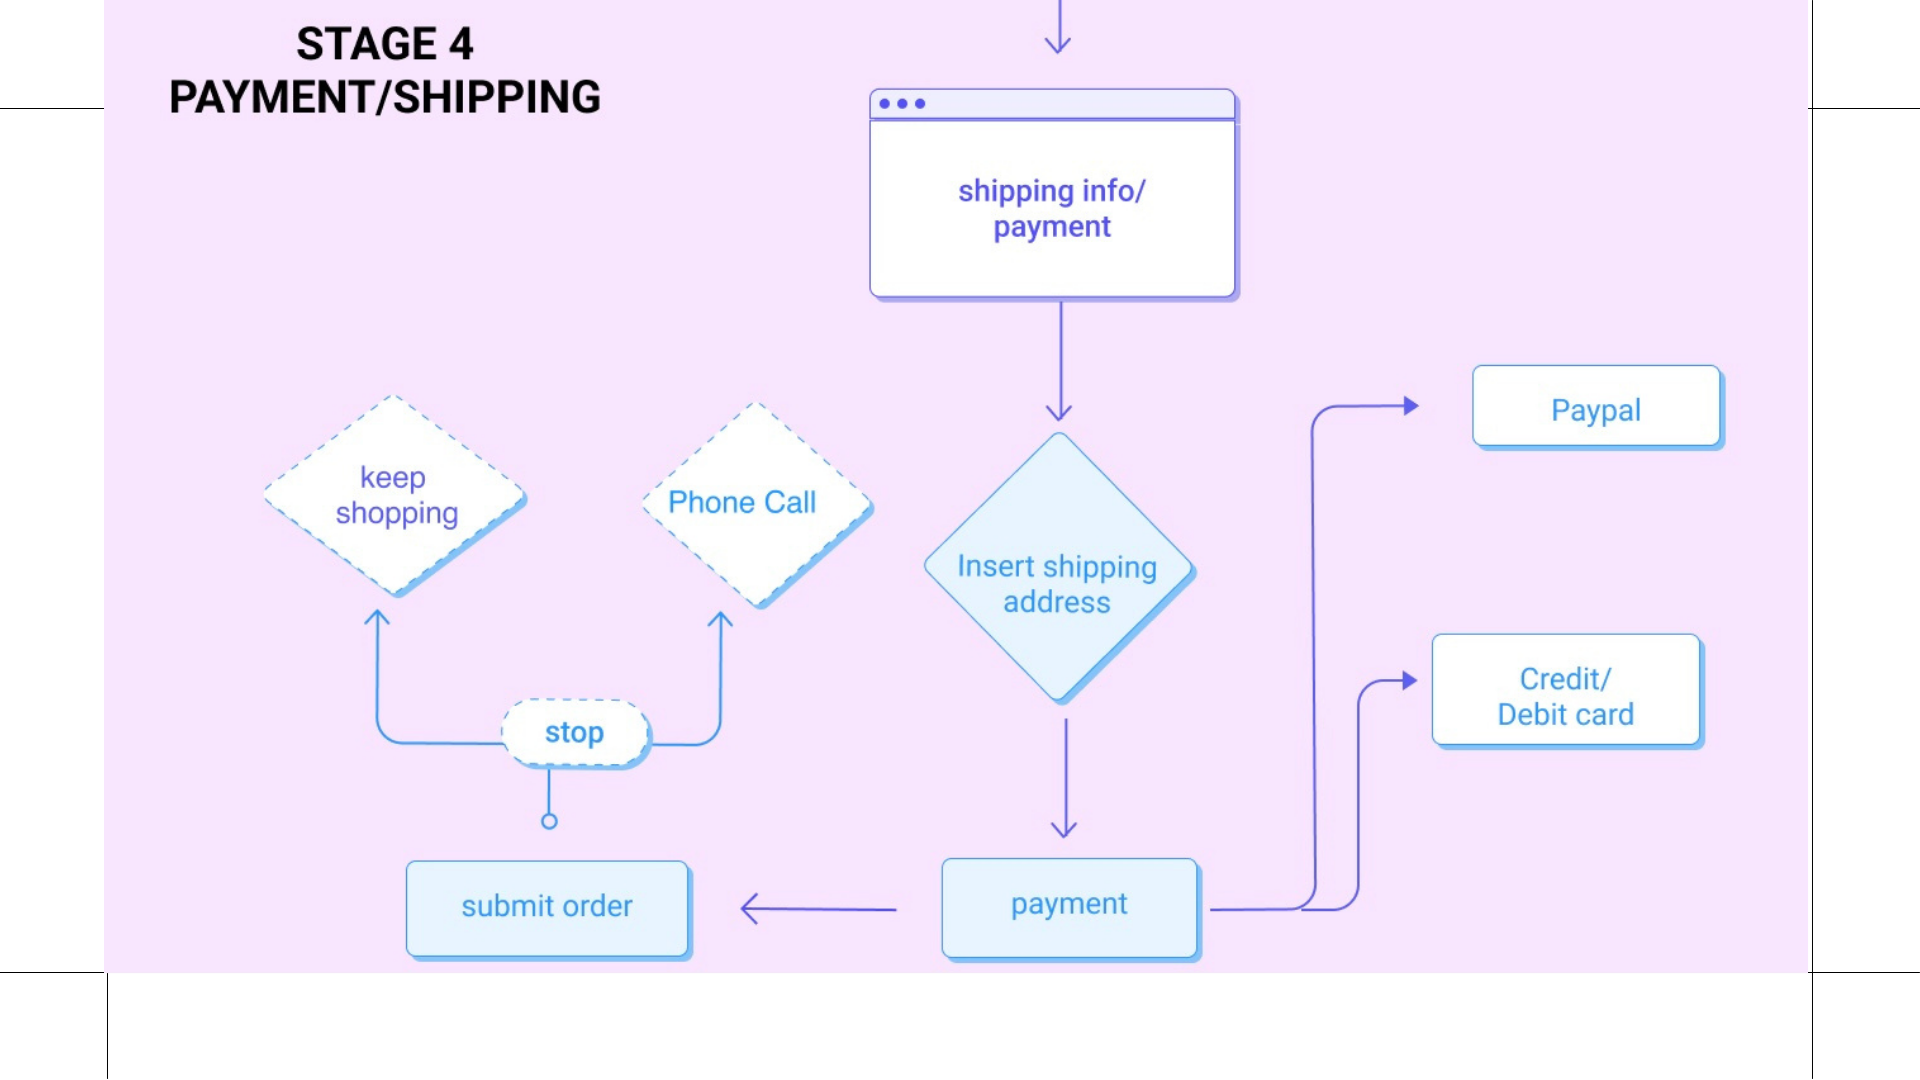 STAGE 4
PAYMENT/SHIPPING
shipping info/
payment
Paypal
keep
shopping
Phone Call
Insert shipping
address
Credit/
Debit card
stop
submit order
payment